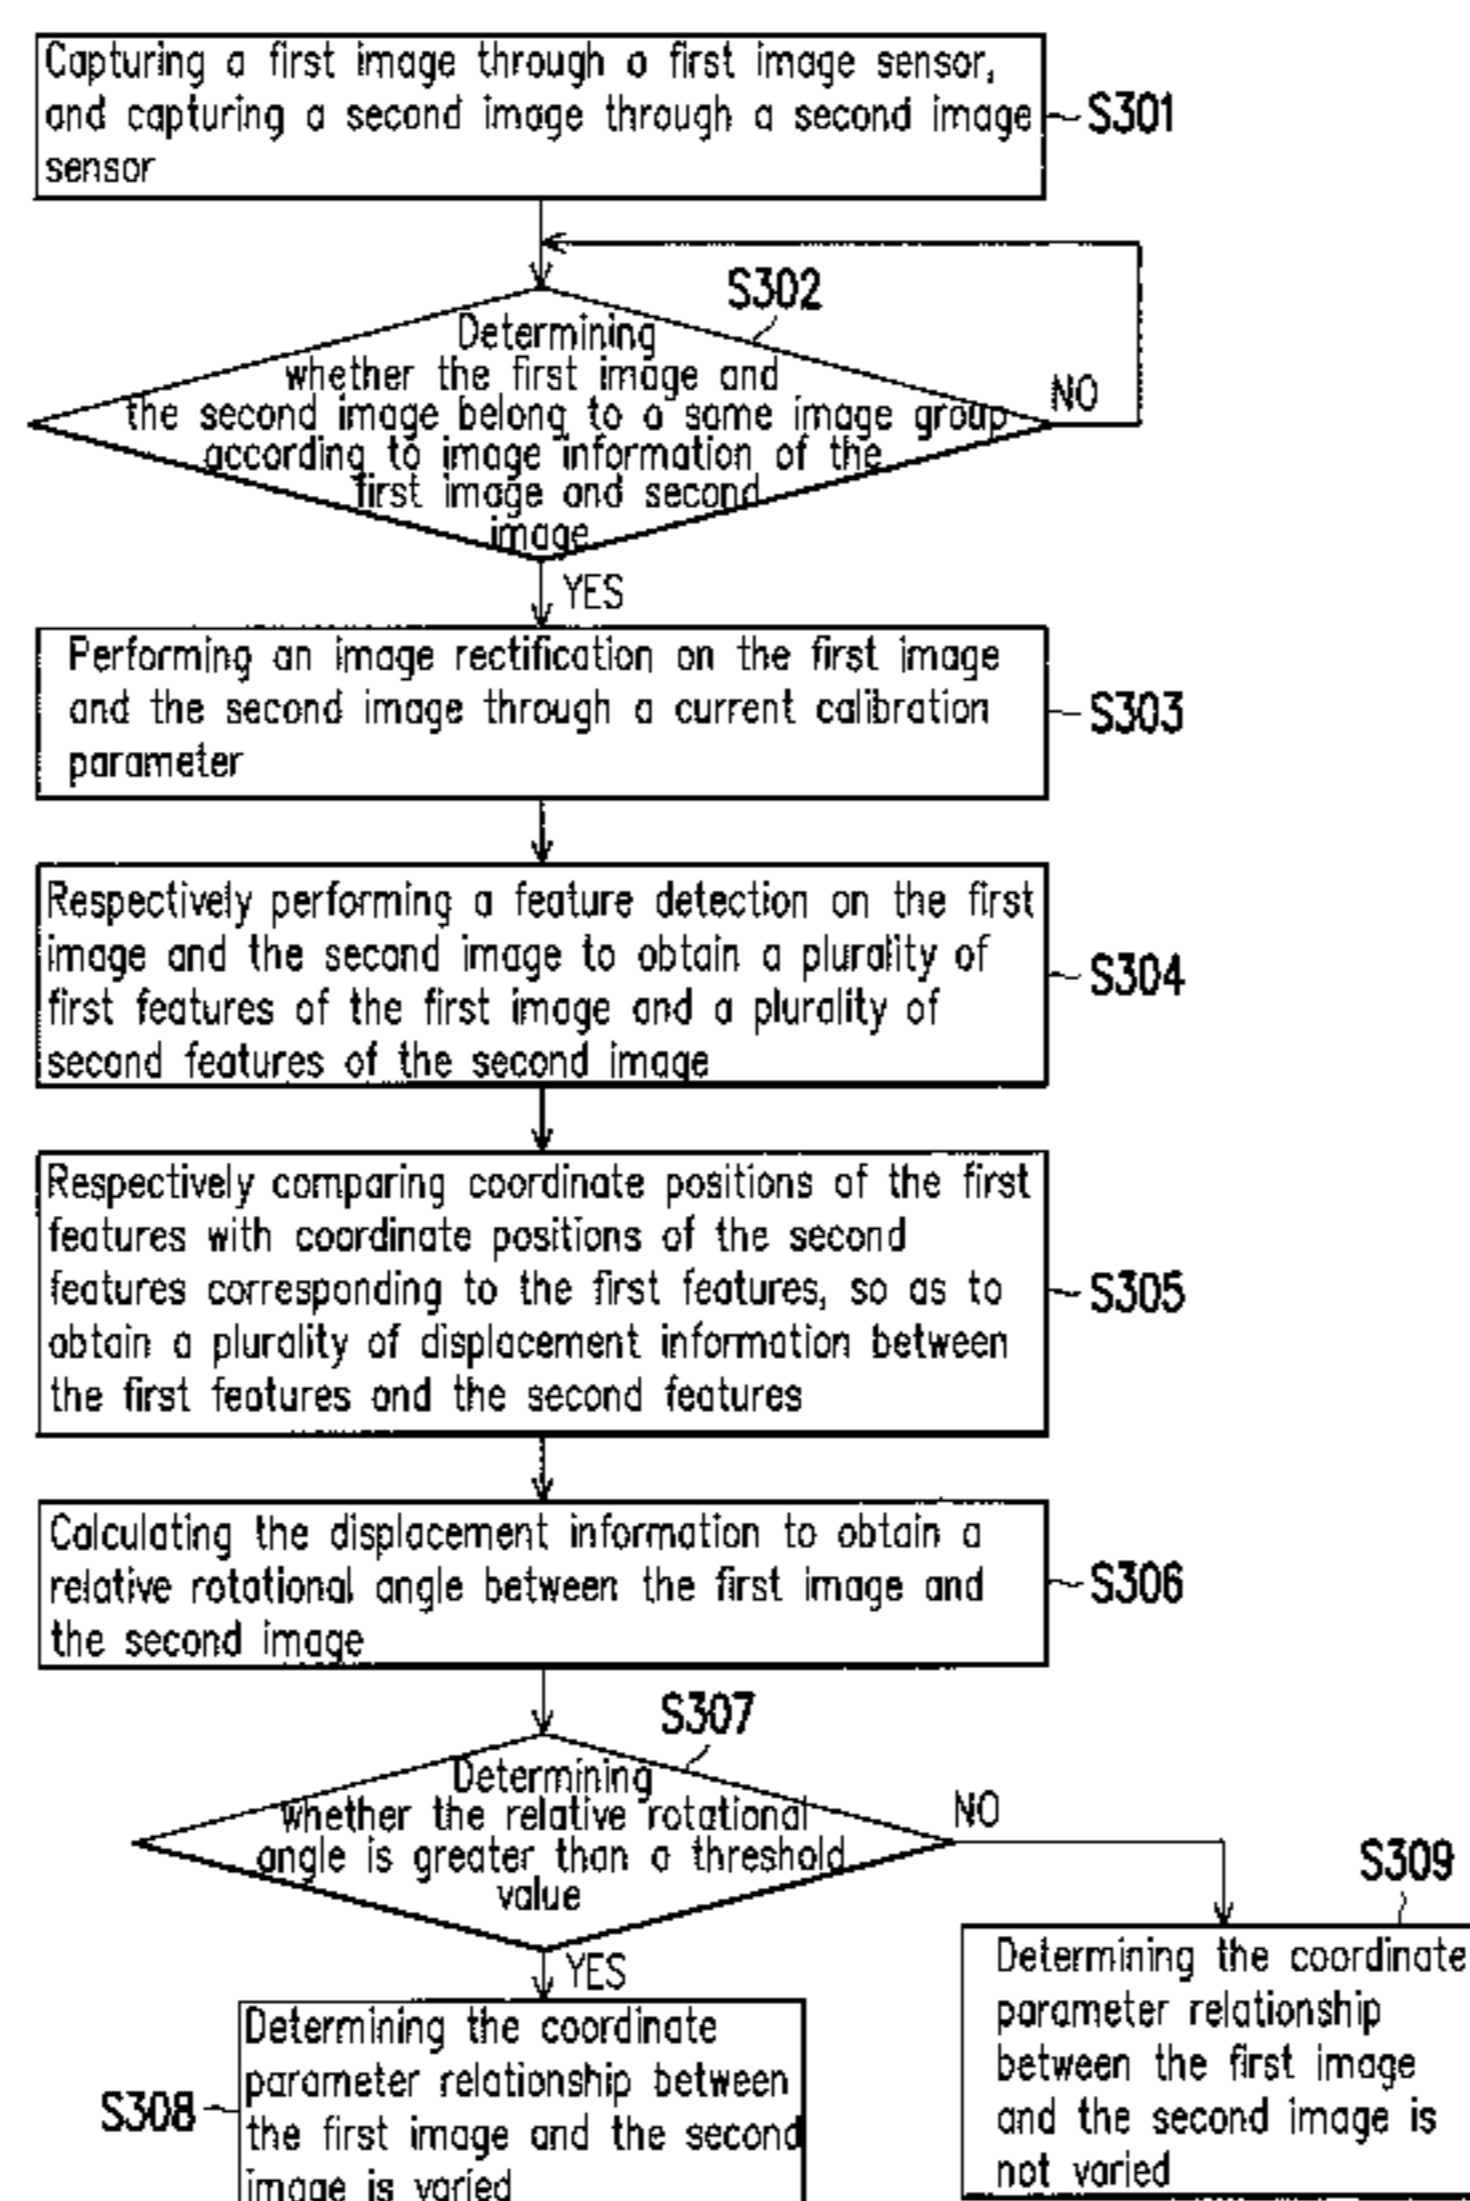 Capturing a first image through a first image sensor,
and capturing a second image through a second image
sensor
S301
S302
Determining
whether the first image and
the second image belong to a same image group
according to image information of the
first image and second
image
NO
YES
Performing an image rectification on the first image
and the second image through a current calibration
parameter
S303
Respectively performing a feature detection on the first
image and the second image to obtain a plurality of
first features of the first image and a plurality of
second features of the second image
S304
Respectively comparing coordinate positions of the first
features with coordinate positions of the second
features corresponding to the first features, so as to
obtain a plurality of displacement information between
the first features and the second features
S305
Calculating the displacement information to obtain a
relative rotational angle between the first image and
the second image
S306
S307
Determining
whether the relative rotational
angle is greater than a threshold
value
NO
YES
S309
Determining the coordinate
parameter relationship
between the first image
and the second image is
not varied
Determining the coordinate
parameter relationship between
the first image and the second
image is varied
S308